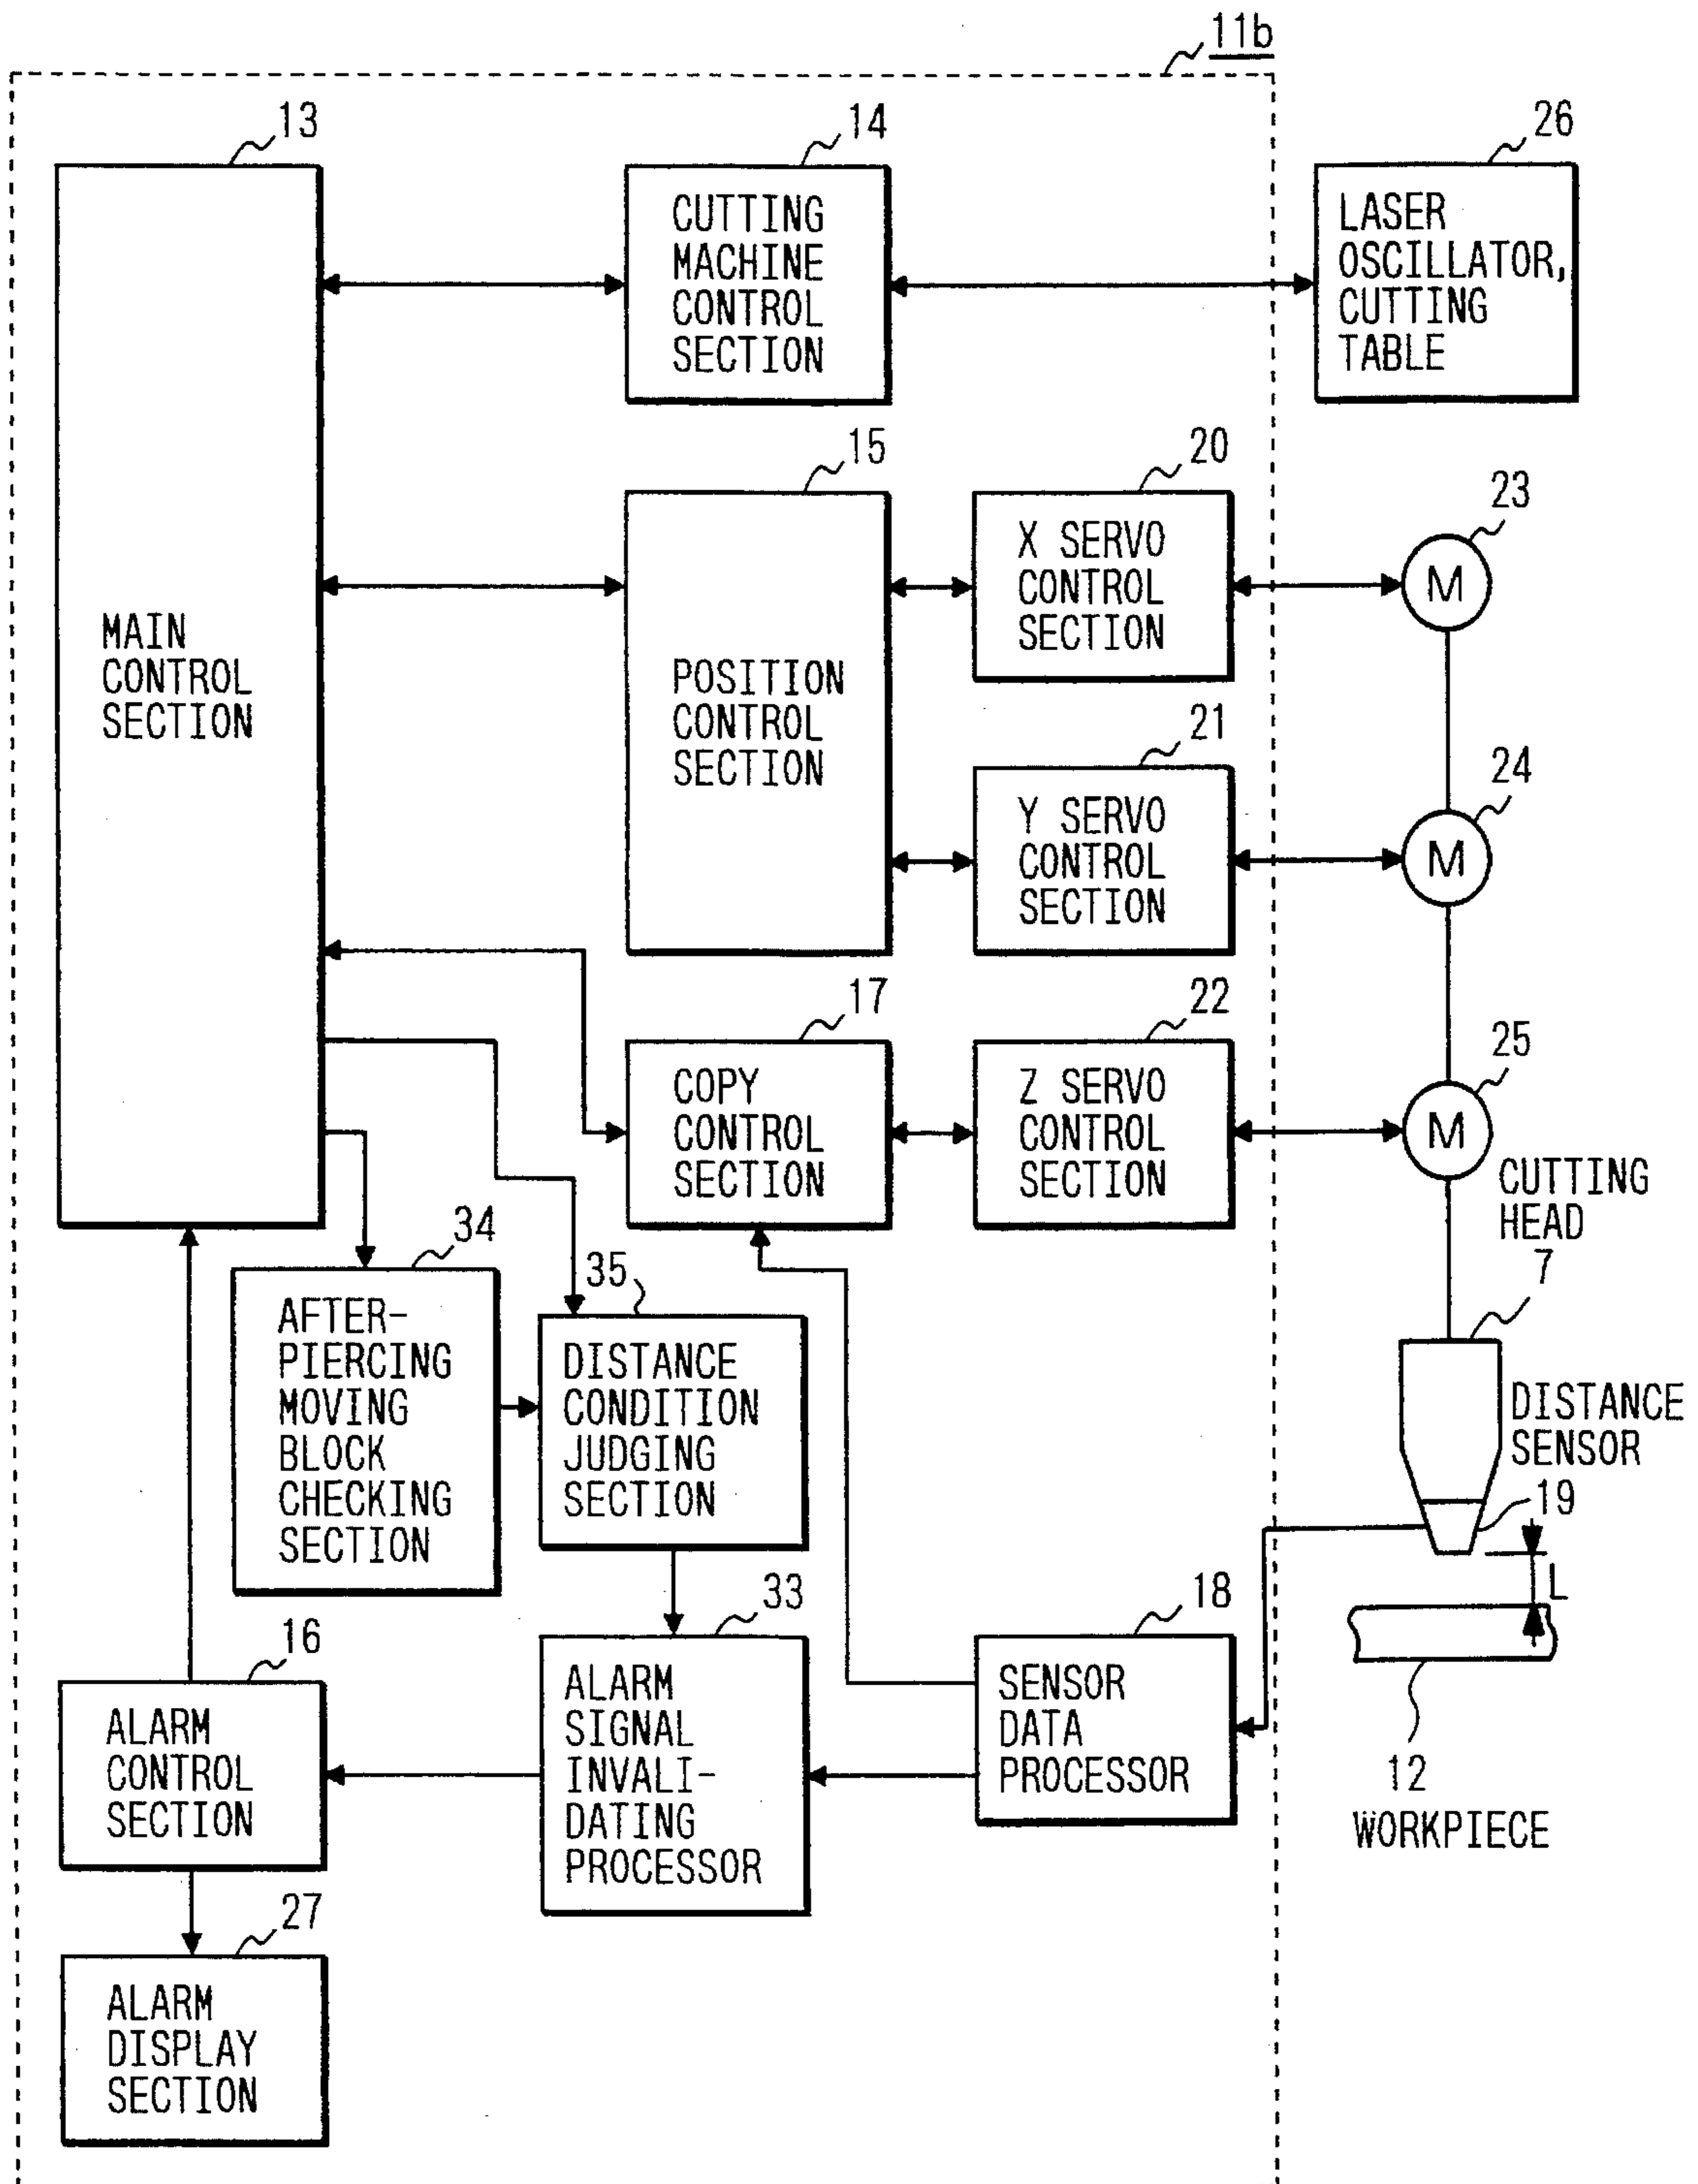 11b
13
MAIN
CONTROL
SECTION
14
CUTTING
MACHINE
CONTROL
SECTION
26
LASER
OSCILLATOR,
CUTTING
TABLE
15
POSITION
CONTROL
SECTION
20
X SERVO
CONTROL
SECTION
23
M
21
Y SERVO
CONTROL
SECTION
24
M
17
COPY
CONTROL
SECTION
22
Z SERVO
CONTROL
SECTION
25
M
CUTTING
HEAD
7
34
AFTER-
PIERCING
MOVING
BLOCK
CHECKING
SECTION
35
DISTANCE
CONDITION
JUDGING
SECTION
DISTANCE
SENSOR
19
L
16
ALARM
CONTROL
SECTION
33
ALARM
SIGNAL
INVALI-
DATING
PROCESSOR
18
SENSOR
DATA
PROCESSOR
12
WORKPIECE
27
ALARM
DISPLAY
SECTION